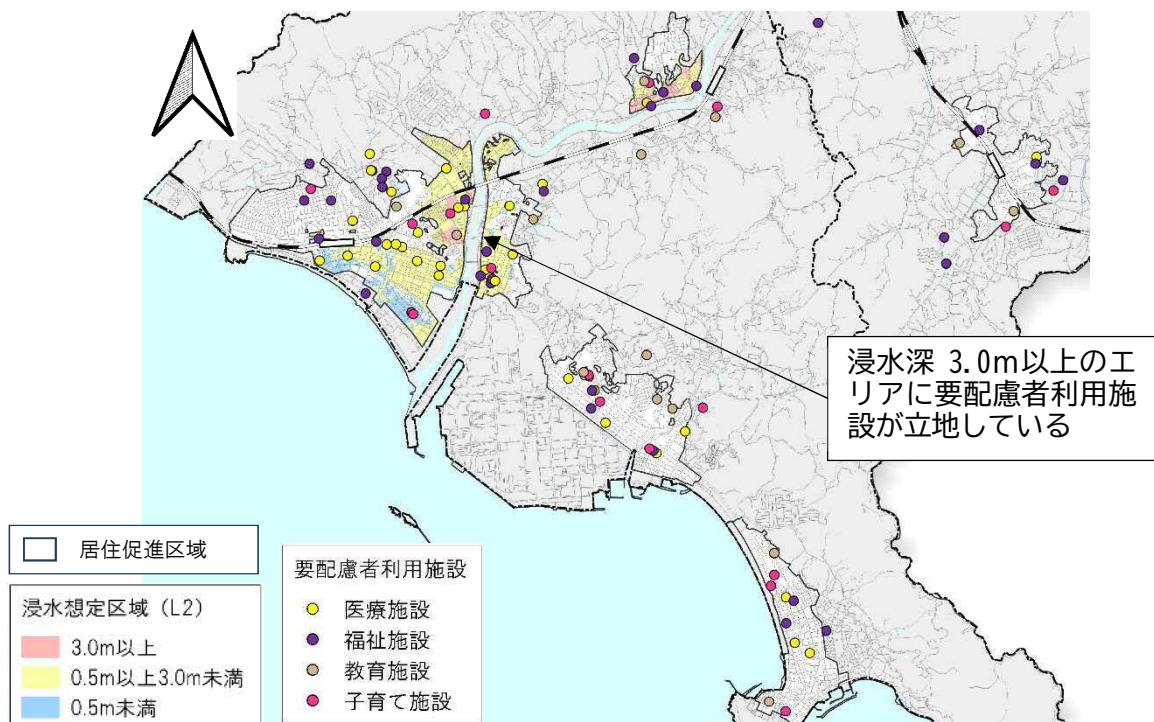 浸水深 3.0m以上のエ
リアに要配慮者利用施
設が立地している
居住促進区域
浸水想定区域 (L2)
3.0m以上
0.5m以上3.0m未満
0.5m未満
要配慮者利用施設
医療施設
福祉施設
教育施設
子育て施設